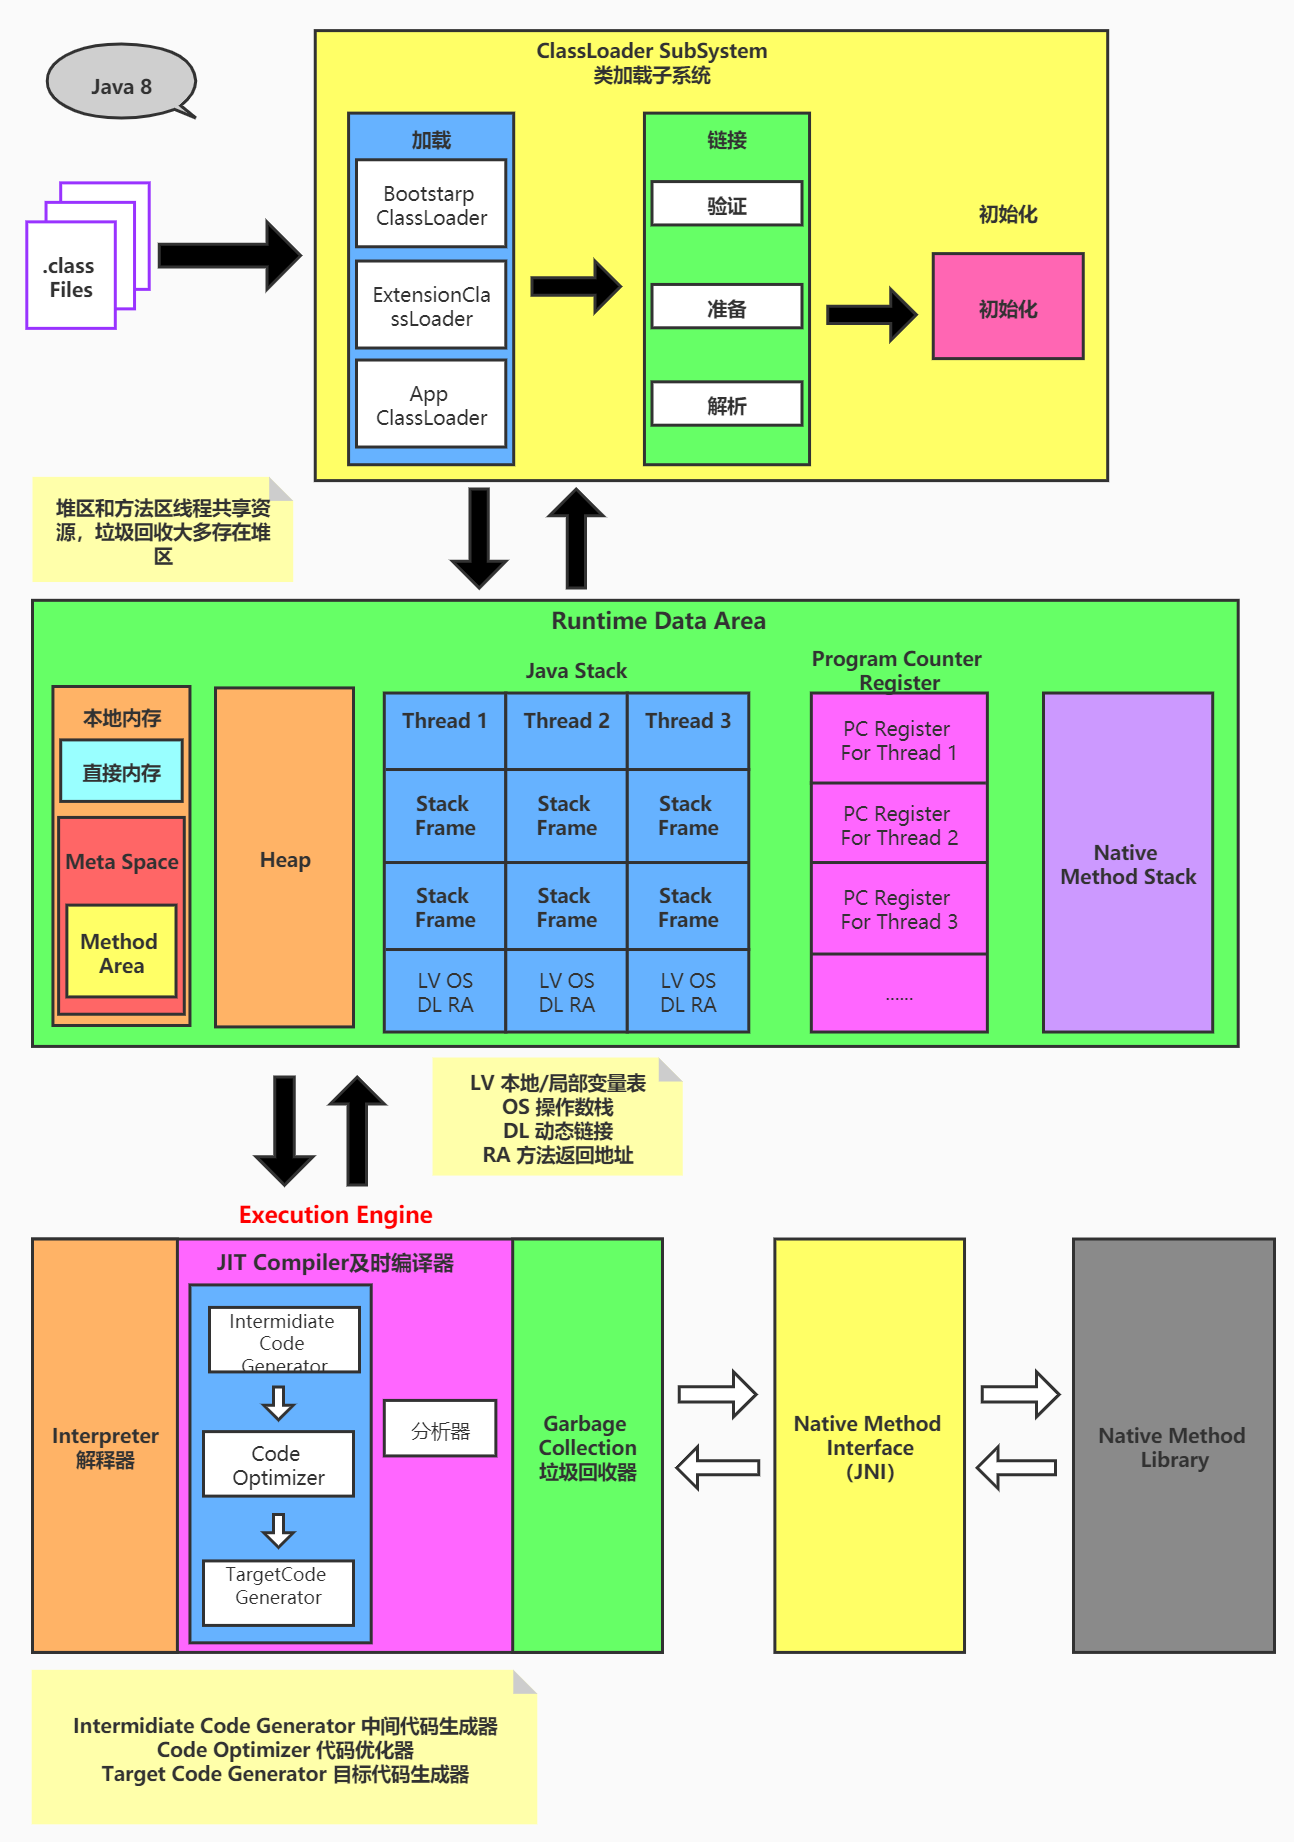 Java 8
ClassLoader SubSystem
类加载子系统
.class
Files
加载
Bootstarp
ClassLoader
ExtensionCla
ssLoader
App
ClassLoader
链接
验证
准备
解析
初始化
初始化
堆区和方法区线程共享资
源，垃圾回收大多存在堆
区
Runtime Data Area
本地内存
直接内存
Meta Space
Method
Area
Heap
Java Stack
Thread 1
Thread 2
Thread 3
Stack
Frame
Stack
Frame
Stack
Frame
Stack
Frame
Stack
Frame
Stack
Frame
LV OS
DL RA
LV OS
DL RA
LV OS
DL RA
Program Counter
Register
PC Register
For Thread 1
PC Register
For Thread 2
PC Register
For Thread 3
......
Native
Method Stack
LV 本地/局部变量表
OS 操作数栈
DL 动态链接
RA 方法返回地址
Execution Engine
Interpreter
解释器
JIT Compiler及时编译器
Intermidiate
Code
Generator
Code
Optimizer
TargetCode
Generator
分析器
Garbage
Collection
垃圾回收器
Native Method
Interface
（JNI）
Native Method
Library
Intermidiate Code Generator 中间代码生成器
Code Optimizer 代码优化器
Target Code Generator 目标代码生成器